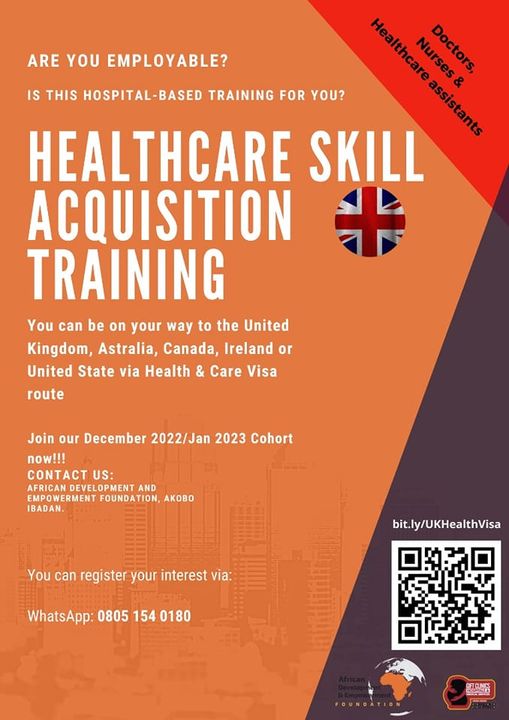 Doctors,
Nurses &
Healthcare assistants
ARE YOU EMPLOYABLE?
IS THIS HOSPITAL-BASED TRAINING FOR YOU?
HEALTHCARE SKILL
ACQUISITION
TRAINING
You can be on your way to the United
Kingdom, Astralia, Canada, Ireland or
United State via Health & Care Visa
route
Join our December 2022/Jan 2023 Cohort
now!!!
CONTACT US:
AFRICAN DEVELOPMENT AND
EMPOWERMENT FOUNDATION, AKOBO
IBADAN.
bit.ly/UKHealthVisa
You can register your interest via:
WhatsApp: 0805 154 0180
African
Development
& Empowerment
FOUNDATION